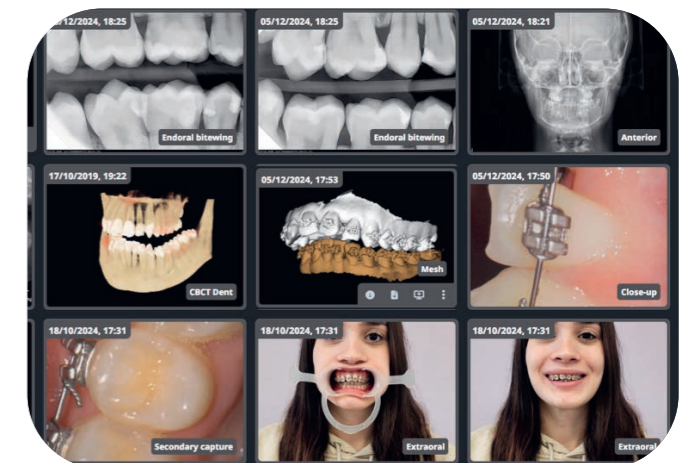 /12/2024, 18:25
Endoral bitewing
05/12/2024, 18:25
Endoral bitewing
05/12/2024, 18:21
Anterior
17/10/2019, 19:22
CBCT Dent
05/12/2024, 17:53
Mesh
05/12/2024, 17:50
Close-up
18/10/2024, 17:31
Secondary capture
18/10/2024, 17:31
Extraoral
18/10/2024, 17:31
Extraoral